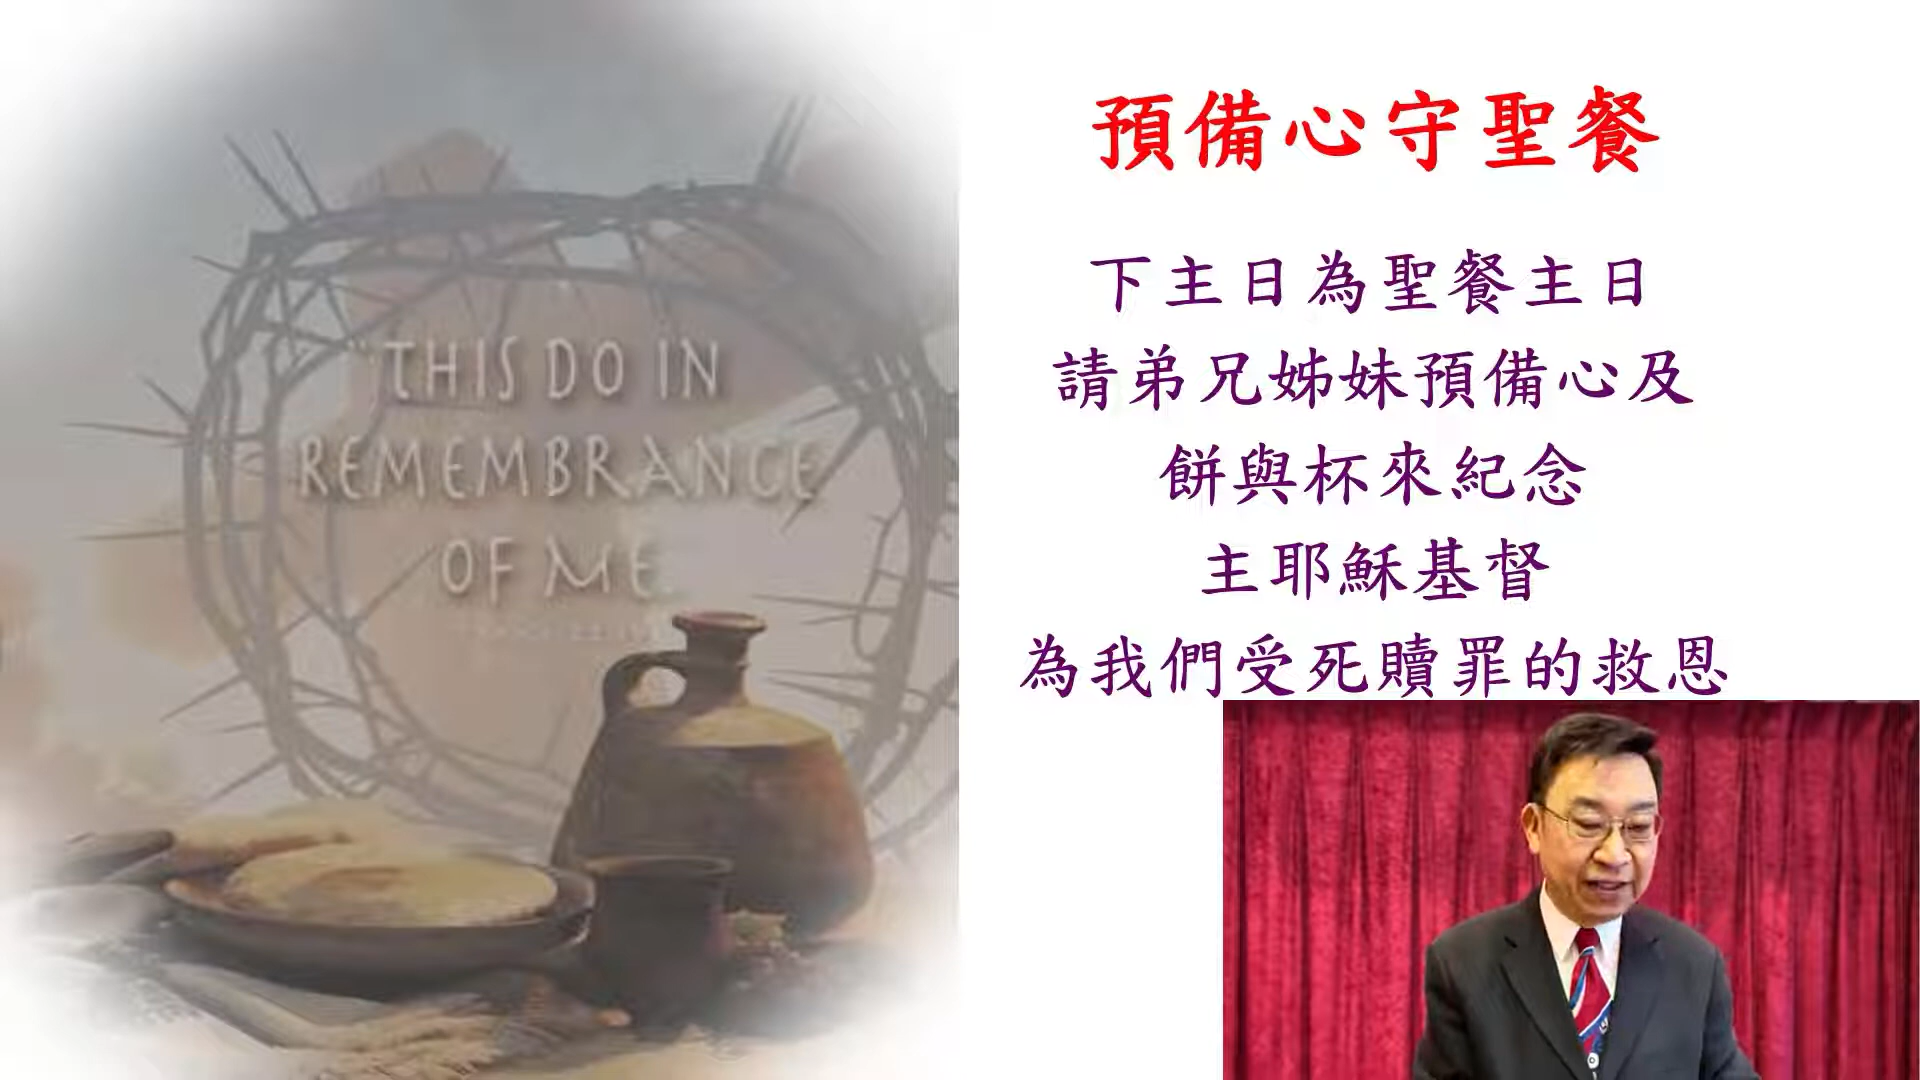 "THIS DO IN
REMEMBRANCE
OF ME
預備心守聖餐
下主日為聖餐主日
請弟兄姊妹預備心及
餅與杯來紀念
主耶穌基督
為我們受死贖罪的救恩